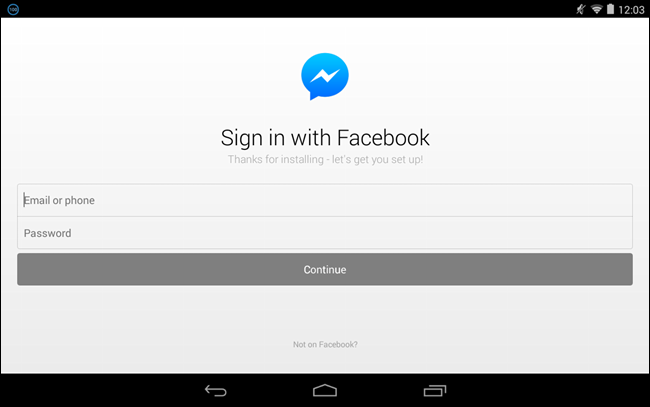 100
12:03
Sign in with Facebook
Thanks for installing - let's get you set up!
Email or phone
Password
Continue
Not on Facebook?